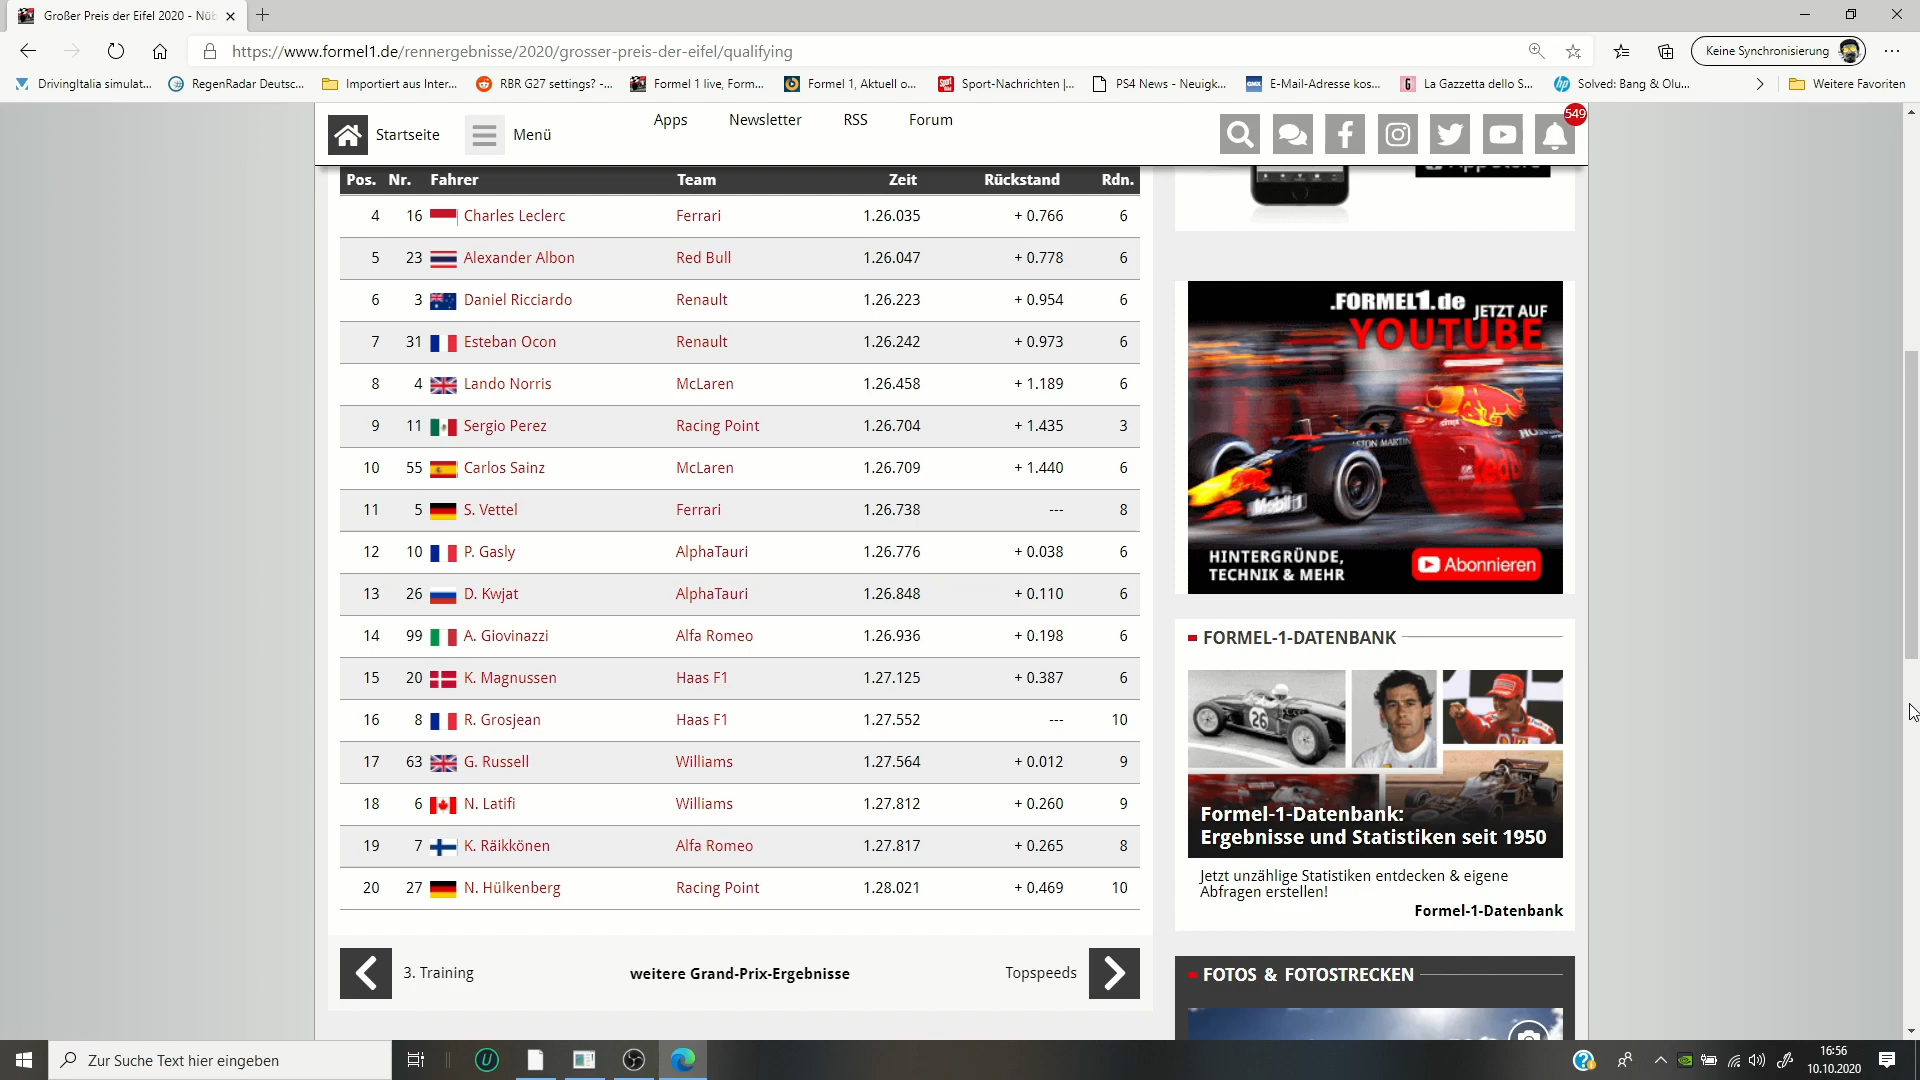 Großer Preis der Eifel 2020 - Nüb
https://www.formel1.de/rennergebnisse/2020/grosser-preis-der-eifel/qualifying
Keine Synchronisierung
DrivingItalia simulat...
RegenRadar Deutsc...
Importiert aus Inter...
RBR G27 settings? -...
Formel 1 live, Form...
Formel 1, Aktuell o...
Sport-Nachrichten |...
PS4 News - Neuigk...
E-Mail-Adresse kos...
La Gazzetta dello S...
Solved: Bang & Olu...
Weitere Favoriten
Startseite
Menü
Apps
Newsletter
RSS
Forum
549
Pos. Nr. Fahrer Team Zeit Rückstand Rdn.
4 16 Charles Leclerc Ferrari 1.26.035 + 0.766 6
5 23 Alexander Albon Red Bull 1.26.047 + 0.778 6
6 3 Daniel Ricciardo Renault 1.26.223 + 0.954 6
7 31 Esteban Ocon Renault 1.26.242 + 0.973 6
8 4 Lando Norris McLaren 1.26.458 + 1.189 6
9 11 Sergio Perez Racing Point 1.26.704 + 1.435 3
10 55 Carlos Sainz McLaren 1.26.709 + 1.440 6
11 5 S. Vettel Ferrari 1.26.738 --- 8
12 10 P. Gasly AlphaTauri 1.26.776 + 0.038 6
13 26 D. Kwjat AlphaTauri 1.26.848 + 0.110 6
14 99 A. Giovinazzi Alfa Romeo 1.26.936 + 0.198 6
15 20 K. Magnussen Haas F1 1.27.125 + 0.387 6
16 8 R. Grosjean Haas F1 1.27.552 --- 10
17 63 G. Russell Williams 1.27.564 + 0.012 9
18 6 N. Latifi Williams 1.27.812 + 0.260 9
19 7 K. Räikkönen Alfa Romeo 1.27.817 + 0.265 8
20 27 N. Hülkenberg Racing Point 1.28.021 + 0.469 10
3. Training
weitere Grand-Prix-Ergebnisse
Topspeeds
.FORMEL1.de
JETZT AUF
YOUTUBE
Mobil 1
HINTERGRÜNDE,
TECHNIK & MEHR
Abonnieren
FORMEL-1-DATENBANK
26
Formel-1-Datenbank:
Ergebnisse und Statistiken seit 1950
Jetzt unzählige Statistiken entdecken & eigene
Abfragen erstellen!
Formel-1-Datenbank
FOTOS & FOTOSTRECKEN
Zur Suche Text hier eingeben
16:56
10.10.2020